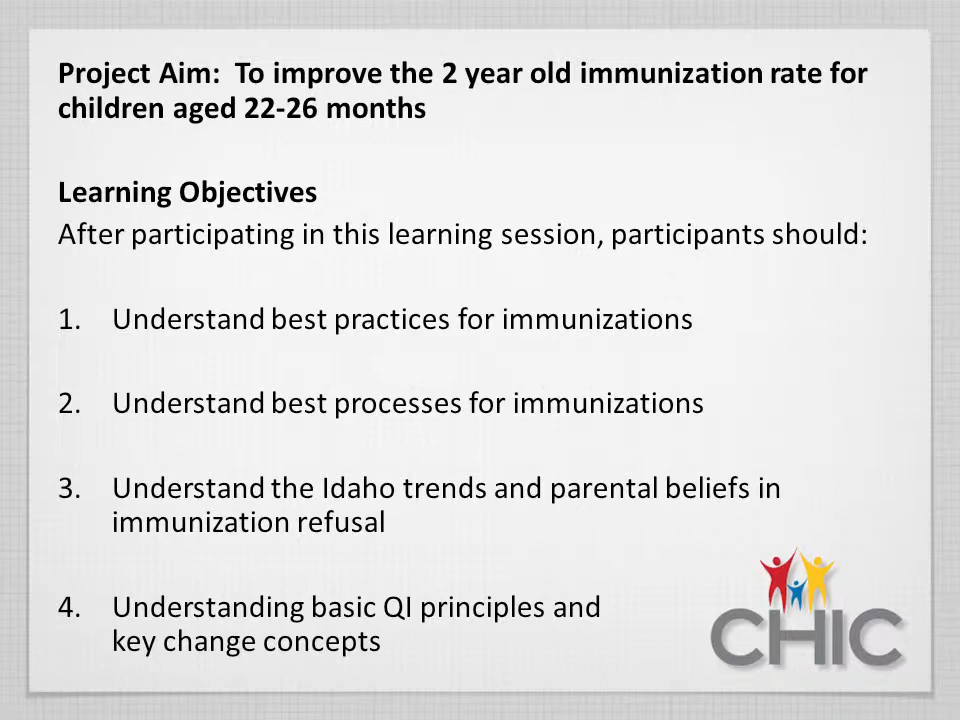 Project Aim:  To improve the 2 year old immunization rate for
children aged 22-26 months
Learning Objectives
After participating in this learning session, participants should:
1. Understand best practices for immunizations
2. Understand best processes for immunizations
3. Understand the Idaho trends and parental beliefs in
immunization refusal
4. Understanding basic QI principles and
key change concepts
CHIC